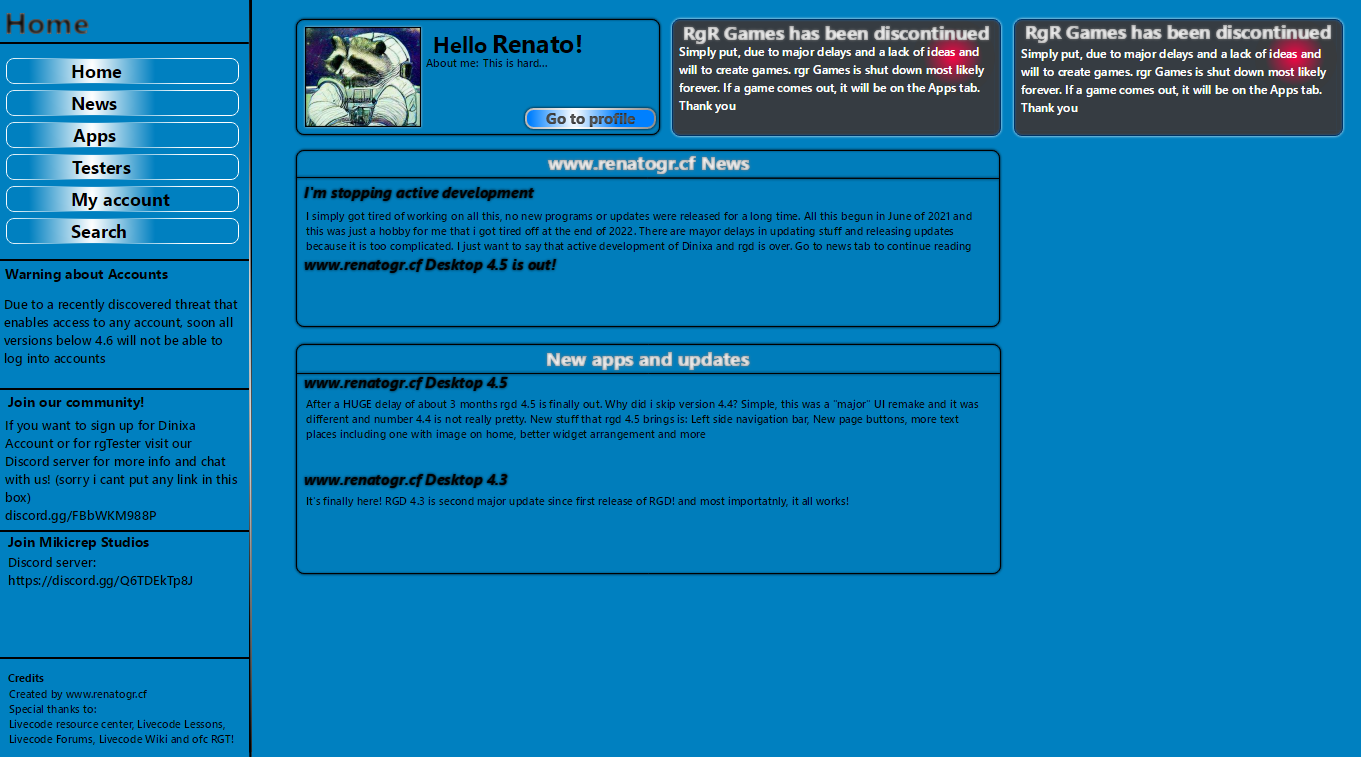 Home
Home
News
Apps
Testers
My account
Search
Warning about Accounts
Due to a recently discovered threat that
enables access to any account, soon all
versions below 4.6 will not be able to
log into accounts
Join our community!
If you want to sign up for Dinixa
Account or for rgTester visit our
Discord server for more info and chat
with us! (sorry i cant put any link in this
box)
discord.gg/FBbWKM988P
Join Mikicrep Studios
Discord server:
https://discord.gg/Q6TDEkTp8J
Credits
Created by www.renatogr.cf
Special thanks to:
Livecode resource center, Livecode Lessons,
Livecode Forums, Livecode Wiki and ofc RGT!
Hello Renato!
About me: This is hard...
Go to profile
RgR Games has been discontinued
Simply put, due to major delays and a lack of ideas and
will to create games. rgr Games is shut down most likely
forever. If a game comes out, it will be on the Apps tab.
Thank you
RgR Games has been discontinued
Simply put, due to major delays and a lack of ideas and
will to create games. rgr Games is shut down most likely
forever. If a game comes out, it will be on the Apps tab.
Thank you
www.renatogr.cf News
I'm stopping active development
I simply got tired of working on all this, no new programs or updates were released for a long time. All this begun in June of 2021 and
this was just a hobby for me that i got tired off at the end of 2022. There are mayor delays in updating stuff and releasing updates
because it is too complicated. I just want to say that active development of Dinixa and rgd is over. Go to news tab to continue reading
www.renatogr.cf Desktop 4.5 is out!
New apps and updates
www.renatogr.cf Desktop 4.5
After a HUGE delay of about 3 months rgd 4.5 is finally out. Why did i skip version 4.4? Simple, this was a "major" UI remake and it was
different and number 4.4 is not really pretty. New stuff that rgd 4.5 brings is: Left side navigation bar, New page buttons, more text
places including one with image on home, better widget arrangement and more
www.renatogr.cf Desktop 4.3
It's finally here! RGD 4.3 is second major update since first release of RGD! and most importatnly, it all works!